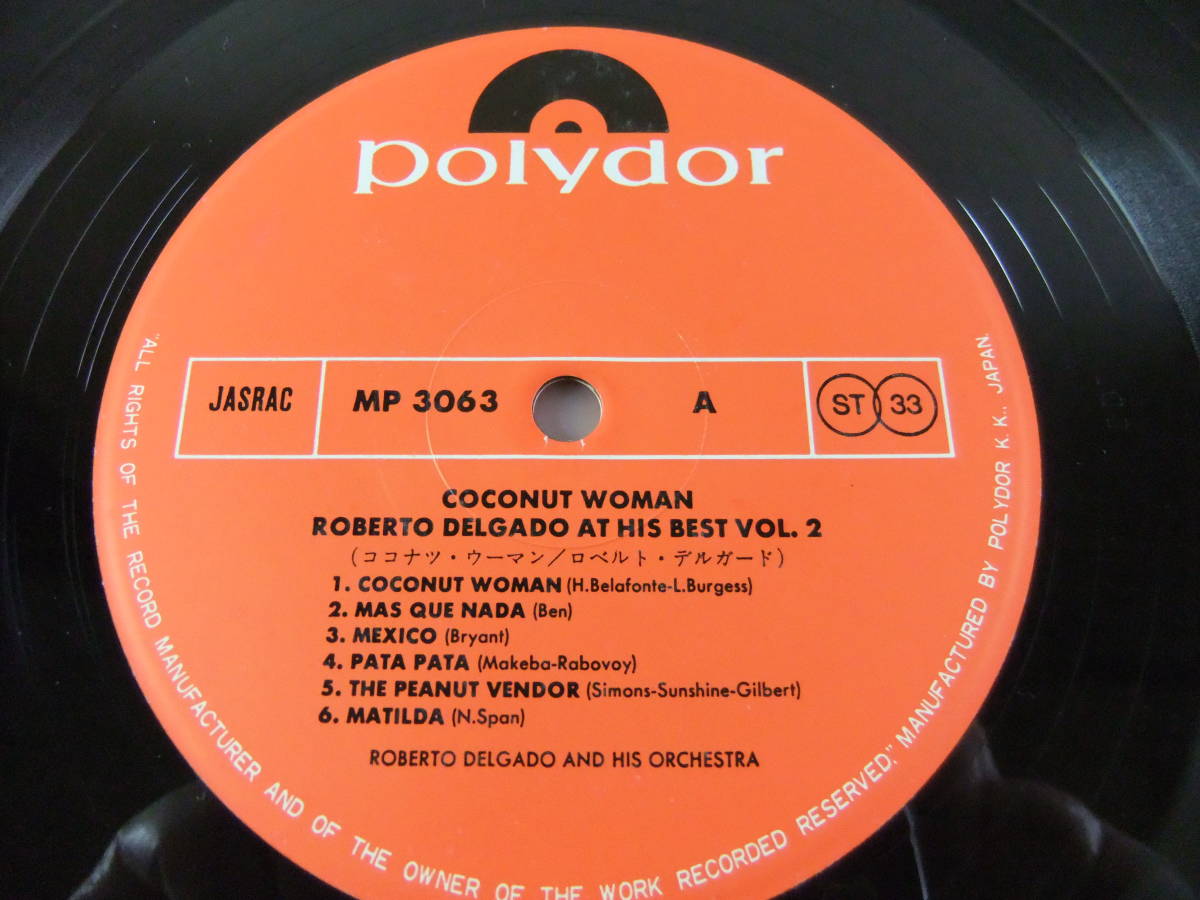 polydor
JASRAC MP 3063 A ST 33
COCONUT WOMAN
ROBERTO DELGADO AT HIS BEST VOL. 2
(ココナツ・ウーマン/ロベルト・デルガード)
1. COCONUT WOMAN (H.Belafonte-L.Burgess)
2. MAS QUE NADA (Ben)
3. MEXICO (Bryant)
4. PATA PATA (Makeba-Rabovoy)
5. THE PEANUT VENDOR (Simons-Sunshine-Gilbert)
6. MATILDA (N.Span)
ROBERTO DELGADO AND HIS ORCHESTRA
"ALL RIGHTS OF THE RECORD MANUFACTURER AND OF THE OWNER OF THE WORK RECORDED RESERVED," MANUFACTURED BY POLYDOR K. K., JAPAN.